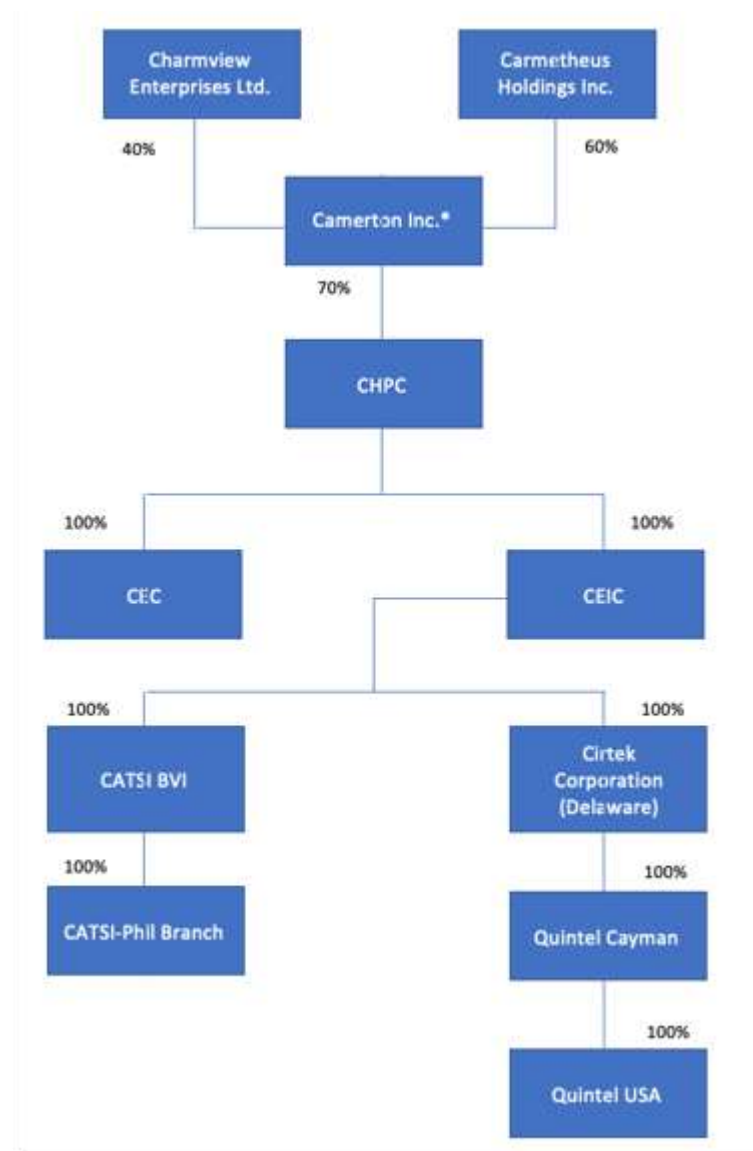 Charmview
Enterprises Ltd.
Carmetheus
Holdings Inc.
40%
60%
Camerton Inc.*
70%
CHPC
100%
100%
CEC
CEIC
100%
100%
CATSI BVI
Cirtek
Corporation
(Delaware)
100%
100%
CATSI-Phil Branch
Quintel Cayman
100%
Quintel USA